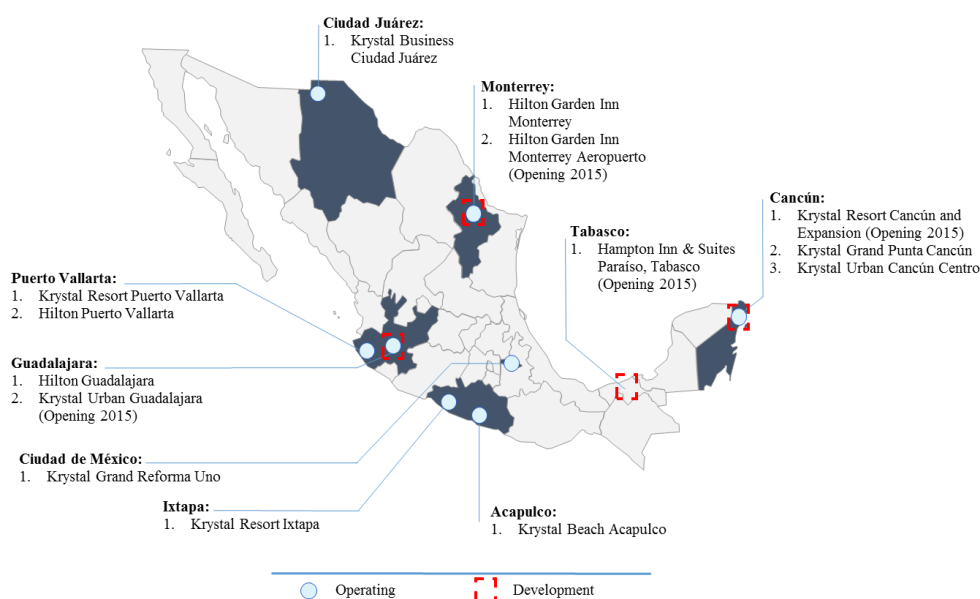 Ciudad Juárez:
1. Krystal Business
Ciudad Juárez
Monterrey:
1. Hilton Garden Inn
Monterrey
2. Hilton Garden Inn
Monterrey Aeropuerto
(Opening 2015)
Cancún:
1. Krystal Resort Cancún and
Expansion (Opening 2015)
2. Krystal Grand Punta Cancún
3. Krystal Urban Cancún Centro
Tabasco:
1. Hampton Inn & Suites
Paraíso, Tabasco
(Opening 2015)
Puerto Vallarta:
1. Krystal Resort Puerto Vallarta
2. Hilton Puerto Vallarta
Guadalajara:
1. Hilton Guadalajara
2. Krystal Urban Guadalajara
(Opening 2015)
Ciudad de México:
1. Krystal Grand Reforma Uno
Ixtapa:
1. Krystal Resort Ixtapa
Acapulco:
1. Krystal Beach Acapulco
Operating
Development